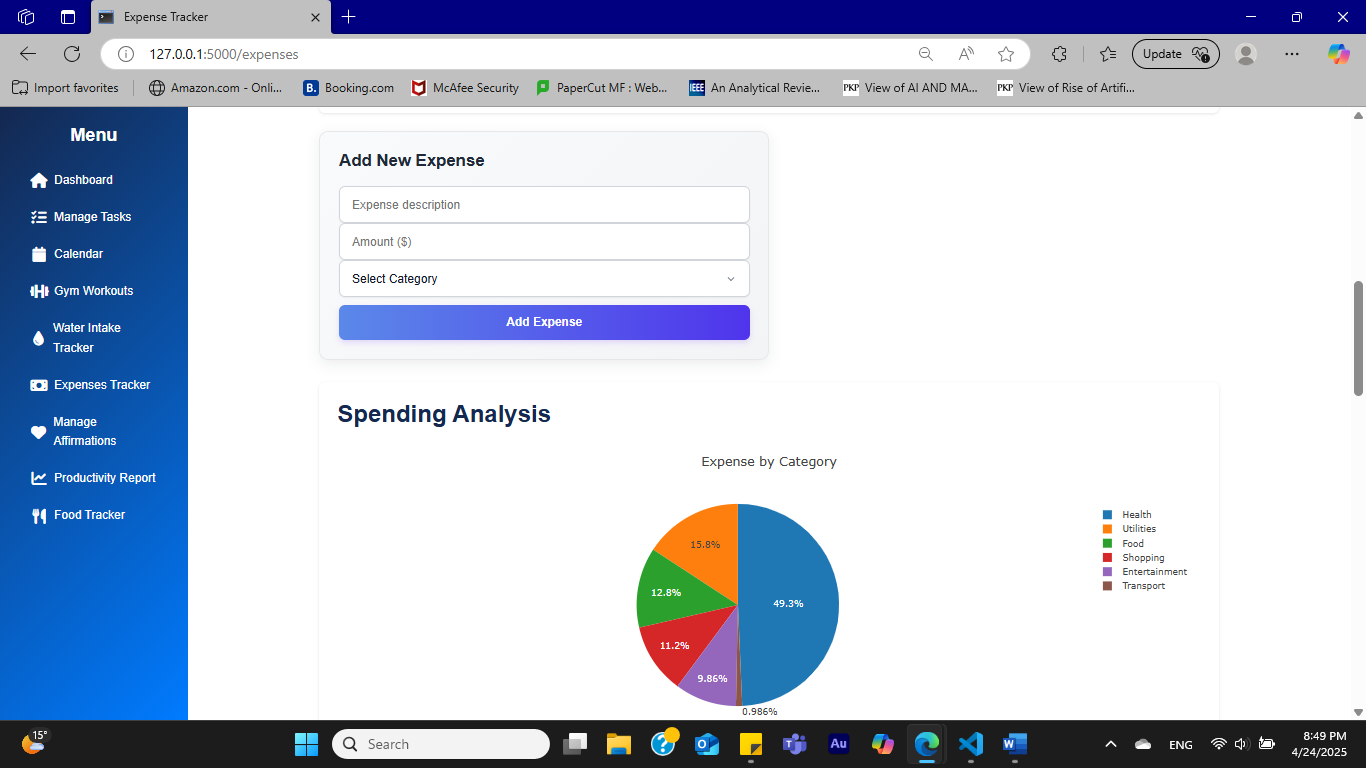 Expense Tracker
127.0.0.1:5000/expenses
Update
Import favorites
Amazon.com - Onli...
B.
Booking.com
McAfee Security
PaperCut MF : Web...
IEEE
An Analytical Revie...
PKP
View of AI AND MA...
PKP
View of Rise of Artifi...
Menu
Dashboard
Manage Tasks
Calendar
Gym Workouts
Water Intake
Tracker
Expenses Tracker
Manage
Affirmations
Productivity Report
Food Tracker
Add New Expense
Expense description
Amount ($)
Select Category
Add Expense
Spending Analysis
Expense by Category
15.8%
12.8%
49.3%
11.2%
9.86%
0.986%
Health
Utilities
Food
Shopping
Entertainment
Transport
15°
Search
Au
ENG
8:49 PM
4/24/2025